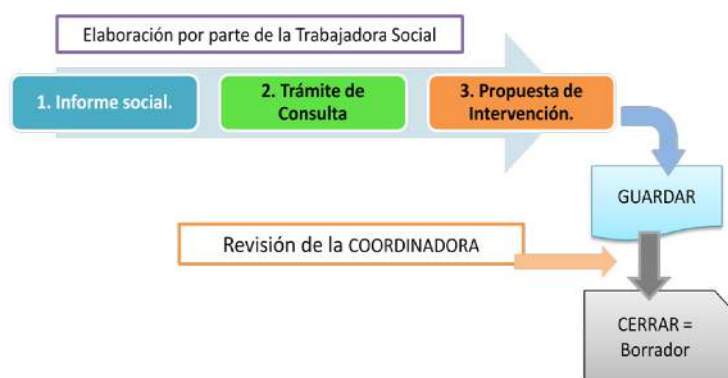 Elaboración por parte de la Trabajadora Social
1. Informe social.
2. Trámite de
Consulta
3. Propuesta de
Intervención.
GUARDAR
Revisión de la COORDINADORA
CERRAR =
Borrador